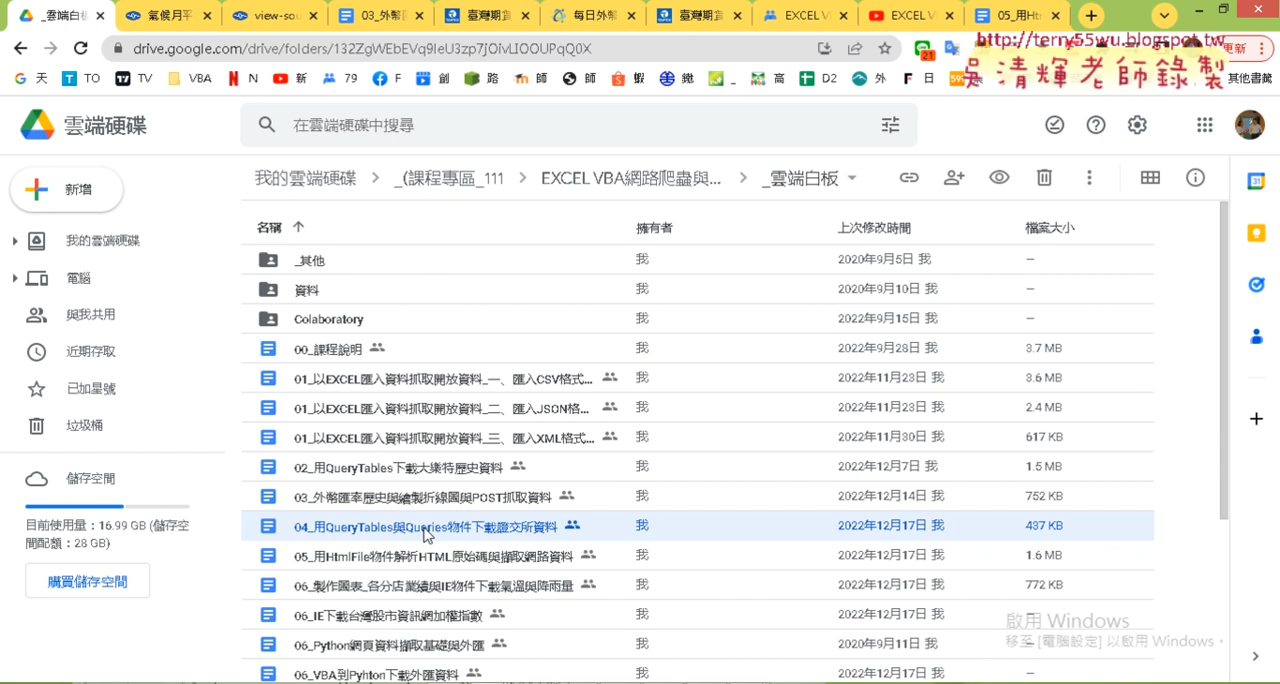 _雲端白板
氣候月平
view-sou
03_外幣匯
臺灣期貨
每日外幣
臺灣期貨
EXCEL V
EXCEL V
05_用Ht
drive.google.com/drive/folders/132ZgWEbEVq9IeU3zp7jOivLIOOUPqQ0X
21
更新
http://terry55wu.blogspot.tw
吳清輝老師錄製
天 TO TV VBA N 新 79 F 創 路 師 師 蝦 鐵 _ 高 D2 外 日 其他書籤
雲端硬碟
在雲端硬碟中搜尋
新增
我的雲端硬碟 > _(課程專區_111 > EXCEL VBA網路爬蟲與... > _雲端白板
名稱 擁有者 上次修改時間 檔案大小
我的雲端硬碟
電腦
與我共用
近期存取
已加星號
垃圾桶
儲存空間
目前使用量：16.99 GB (儲存空
間配額：28 GB)
購買儲存空間
_其他 我 2020年9月5日 我 –
資料 我 2020年9月10日 我 –
Colaboratory 我 2022年9月15日 我 –
00_課程說明 我 2022年9月28日 我 3.7 MB
01_以EXCEL匯入資料抓取開放資料_一、匯入CSV格式... 我 2022年11月23日 我 3.6 MB
01_以EXCEL匯入資料抓取開放資料_二、匯入JSON格... 我 2022年11月23日 我 2.4 MB
01_以EXCEL匯入資料抓取開放資料_三、匯入XML格式... 我 2022年11月30日 我 617 KB
02_用QueryTables下載大樂特歷史資料 我 2022年12月7日 我 1.5 MB
03_外幣匯率歷史與繪製折線圖與POST抓取資料 我 2022年12月14日 我 752 KB
04_用QueryTables與Queries物件下載證交所資料 我 2022年12月17日 我 437 KB
05_用HtmlFile物件解析HTML原始碼與擷取網路資料 我 2022年12月17日 我 1.6 MB
06_製作圖表_各分店業績與IE物件下載氣溫與降雨量 我 2022年12月17日 我 772 KB
06_IE下載台灣股市資訊網加權指數 我 2022年12月17日 我 –
06_Python網頁資料擷取基礎與外匯 我 2020年9月11日 我 –
06_VBA到Pyhton下載外匯資料 我 2022年12月17日 我 –
啟用 Windows
移至 [電腦設定] 以啟用 Windows。